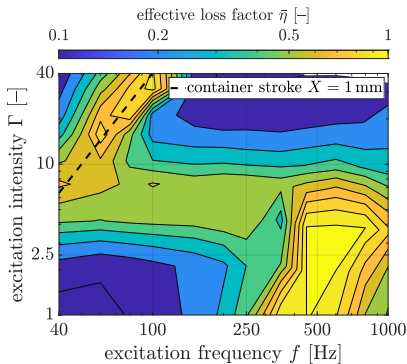 effective loss factor η̄ [–]
0.1 0.2 0.5 1
container stroke X = 1 mm
excitation intensity Γ [–]
40
10
2.5
1
40 100 250 500 1000
excitation frequency f [Hz]